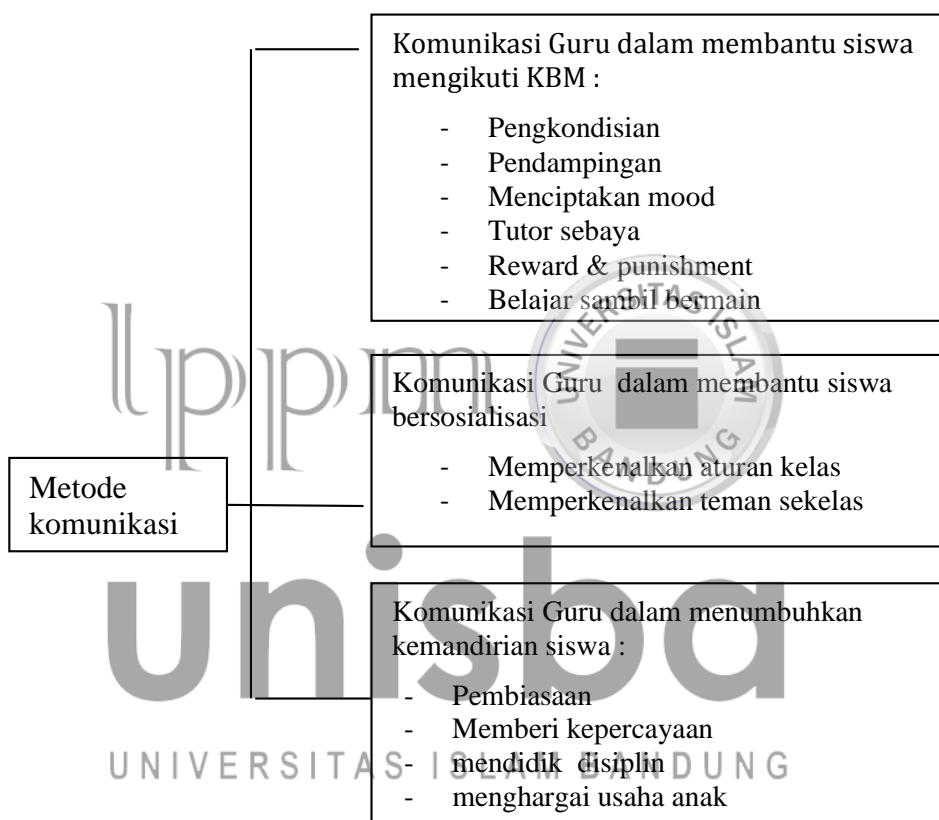 Komunikasi Guru dalam membantu siswa
mengikuti KBM :
- Pengkondisian
- Pendampingan
- Menciptakan mood
- Tutor sebaya
- Reward & punishment
- Belajar sambil bermain
Komunikasi Guru dalam membantu siswa
bersosialisasi
- Memperkenalkan aturan kelas
- Memperkenalkan teman sekelas
Metode
komunikasi
Komunikasi Guru dalam menumbuhkan
kemandirian siswa :
- Pembiasaan
- Memberi kepercayaan
- mendidik disiplin
- menghargai usaha anak
lppm
UNIVERSITAS ISLAM
BANDUNG
unisba
UNIVERSITAS ISLAM BANDUNG